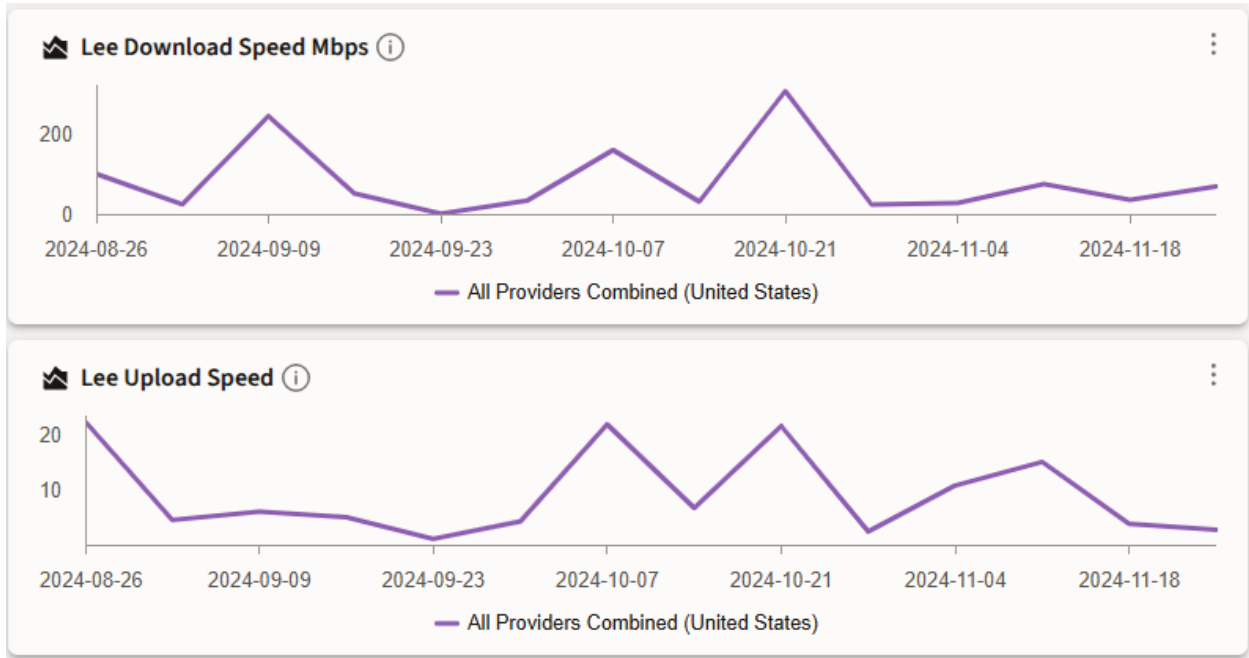 Lee Download Speed Mbps
200
0
2024-08-26 2024-09-09 2024-09-23 2024-10-07 2024-10-21 2024-11-04 2024-11-18
All Providers Combined (United States)
Lee Upload Speed
20
10
2024-08-26 2024-09-09 2024-09-23 2024-10-07 2024-10-21 2024-11-04 2024-11-18
All Providers Combined (United States)